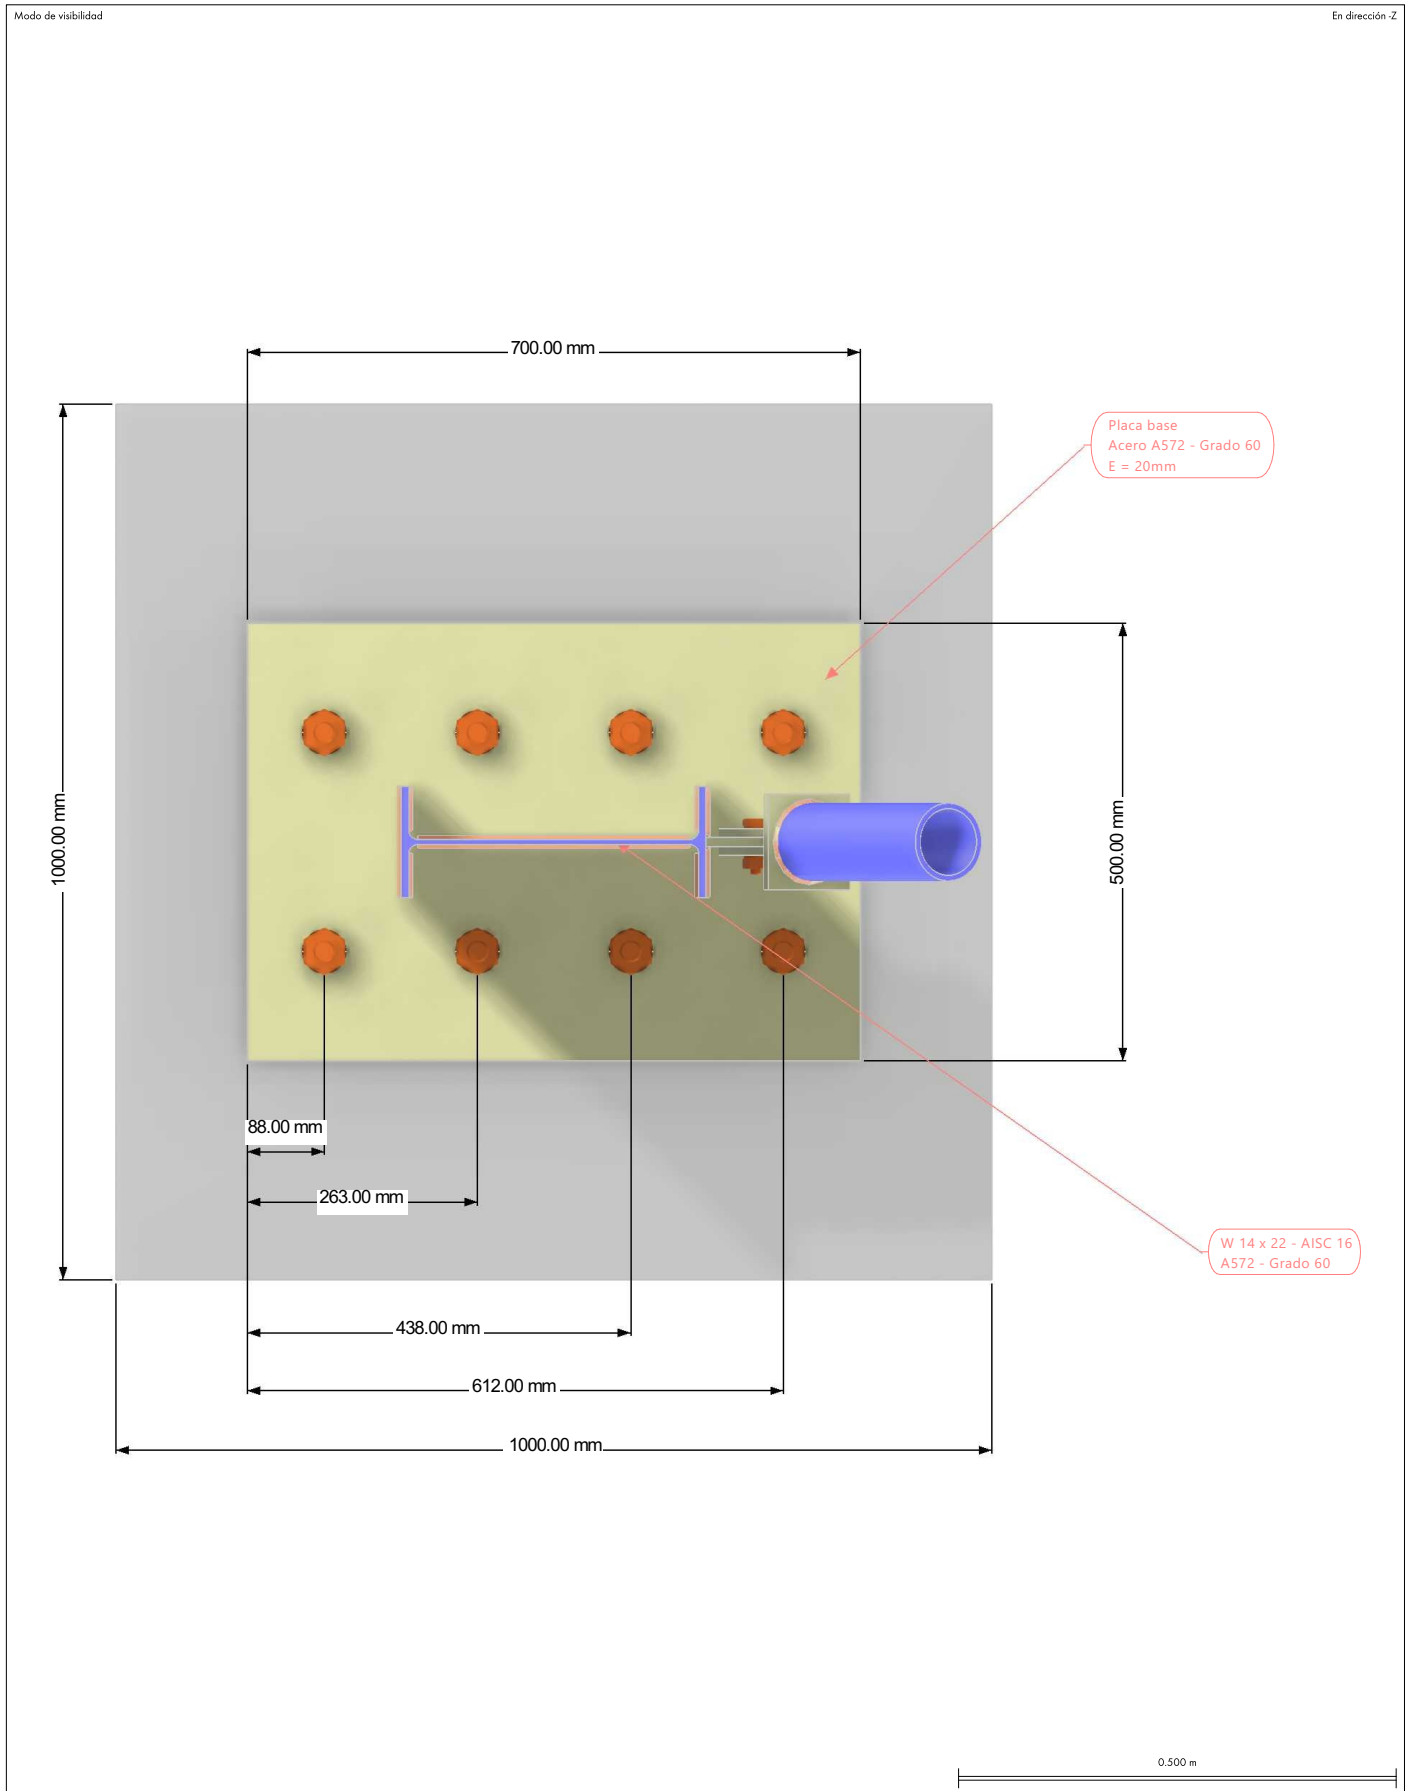 Modo de visibilidad
En dirección -Z
700.00 mm
Placa base
Acero A572 - Grado 60
E = 20mm
1000.00 mm
500.00 mm
88.00 mm
263.00 mm
W 14 x 22 - AISC 16
A572 - Grado 60
438.00 mm
612.00 mm
1000.00 mm
0.500 m